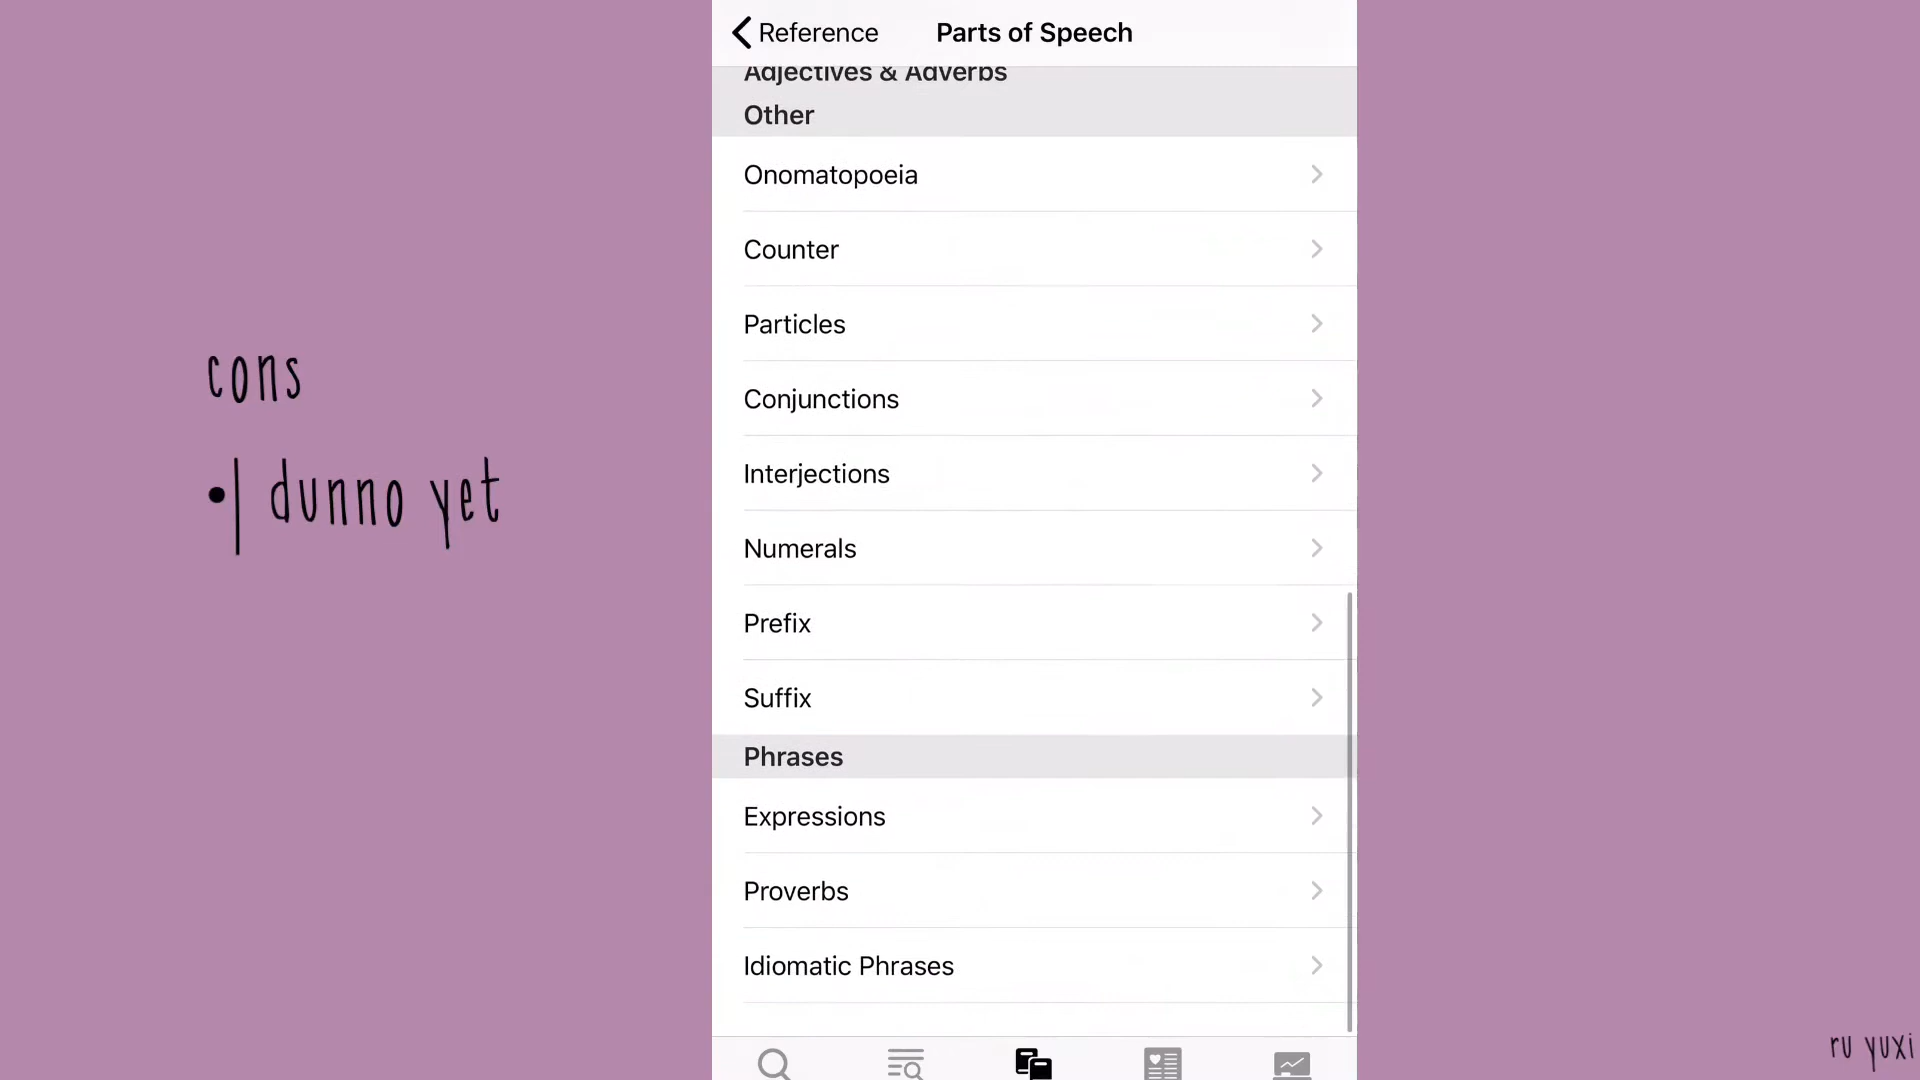 Reference
Parts of Speech
Adjectives & Adverbs
Other
Onomatopoeia
Counter
Particles
Conjunctions
Interjections
Numerals
Prefix
Suffix
Phrases
Expressions
Proverbs
Idiomatic Phrases
cons
•I dunno yet
ru yuxi